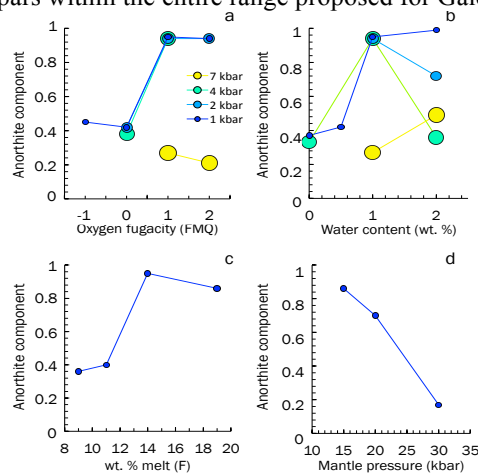 pars within the entire range proposed for
a
Anorthite component
1
0.8
0.6
0.4
0.2
0
-1 0 1 2
Oxygen fugacity (FMQ)
7 kbar
4 kbar
2 kbar
1 kbar
b
Anorthite component
1
0.8
0.6
0.4
0.2
0
0 1 2
Water content (wt. %)
c
Anorthite component
1
0.8
0.6
0.4
0.2
0
8 10 12 14 16 18 20
wt. % melt (F)
d
Anorthite component
1
0.8
0.6
0.4
0.2
0
10 15 20 25 30 35
Mantle pressure (kbar)